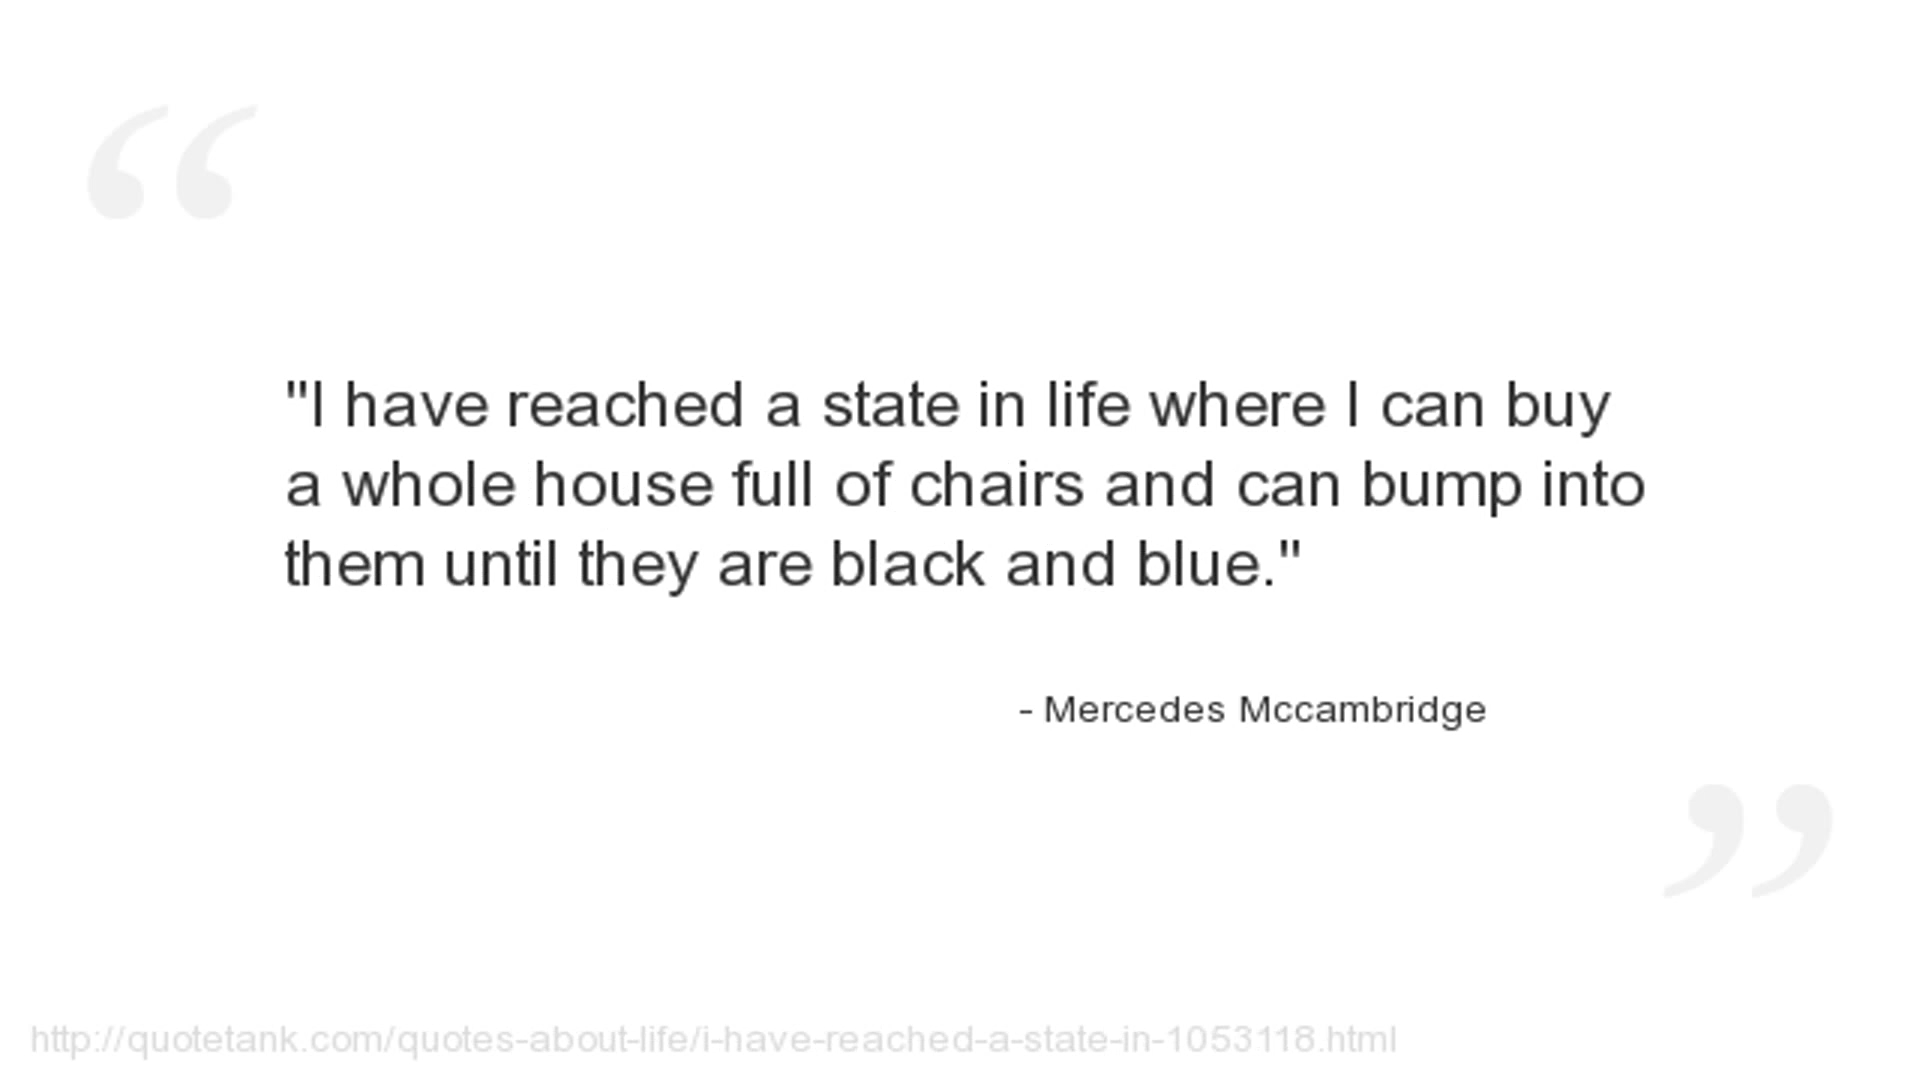 "I have reached a state in life where I can buy
a whole house full of chairs and can bump into
them until they are black and blue."
- Mercedes Mccambridge
http://quotetank.com/quotes-about-life/i-have-reached-a-state-in-1053118.html